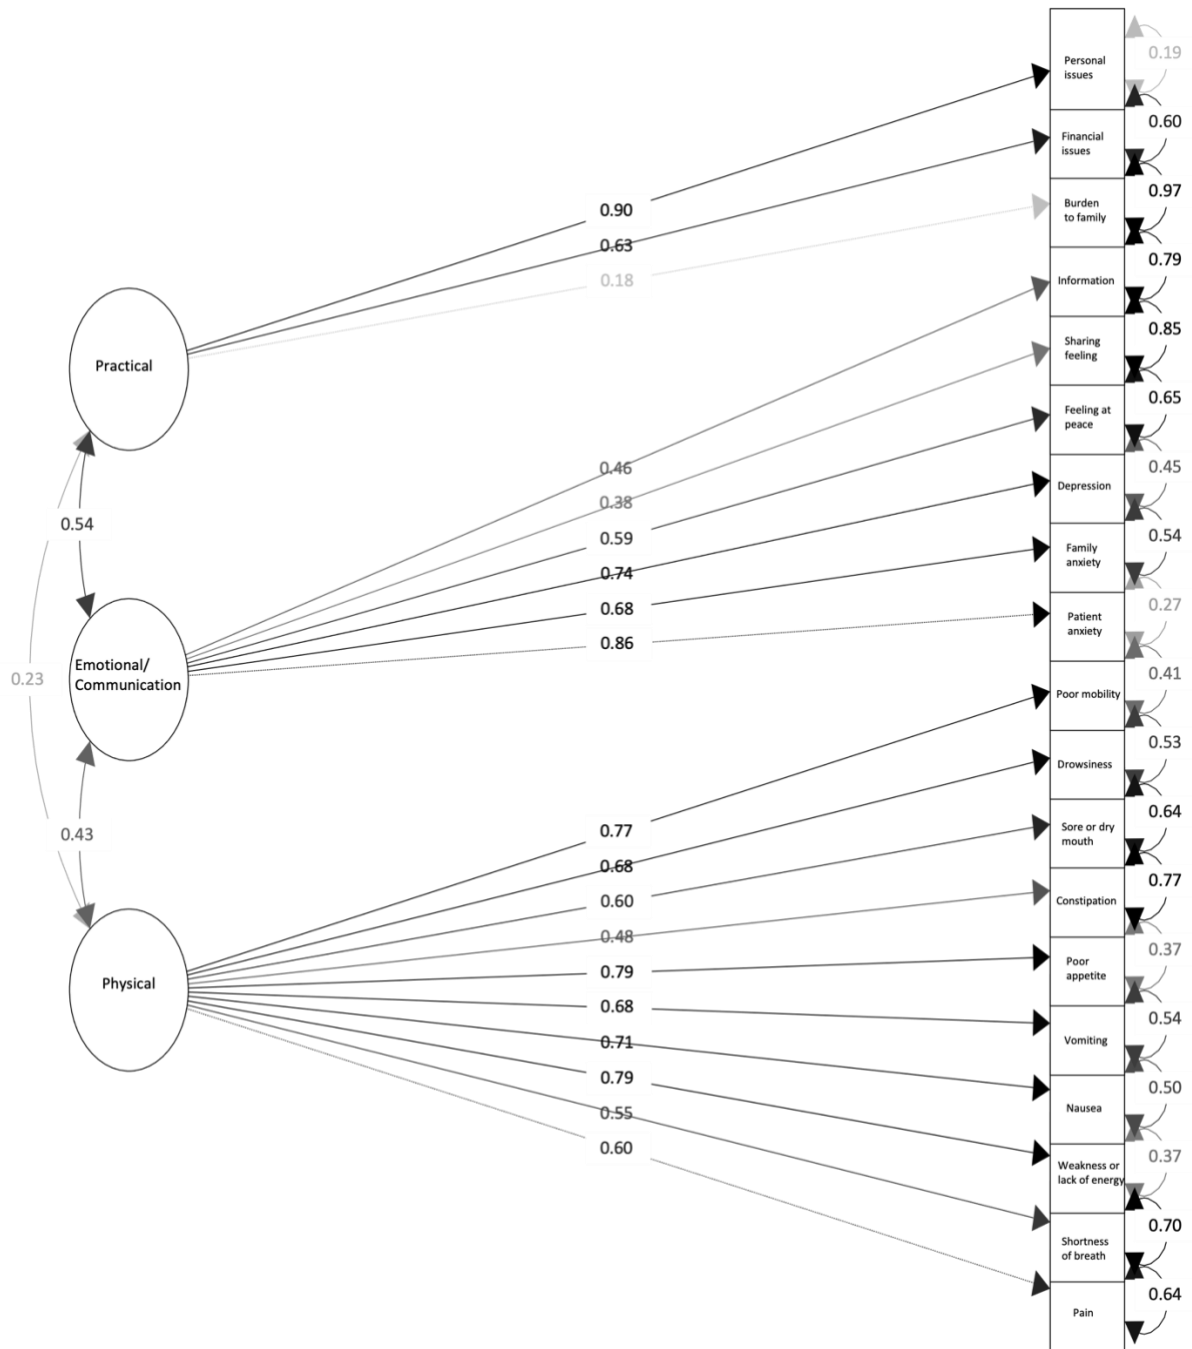 Personal
issues
0.19
Financial
issues
0.60
Burden
to family
0.97
Information
0.79
Sharing
feeling
0.85
Feeling at
peace
0.65
Depression
0.45
Family
anxiety
0.54
Patient
anxiety
0.27
Poor mobility
0.41
Drowsiness
0.53
Sore or dry
mouth
0.64
Constipation
0.77
Poor
appetite
0.37
Vomiting
0.54
Nausea
0.50
Weakness or
lack of energy
0.37
Shortness
of breath
0.70
Pain
0.64
0.90
0.63
0.18
Practical
0.46
0.38
0.59
0.74
0.68
0.86
0.54
Emotional/
Communication
0.23
0.43
0.77
0.68
0.60
0.48
0.79
0.68
0.71
0.79
0.55
0.60
Physical